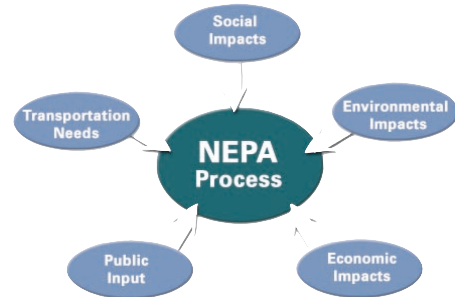 Social
Impacts
Transportation
Needs
Environmental
Impacts
NEPA
Process
Public
Input
Economic
Impacts